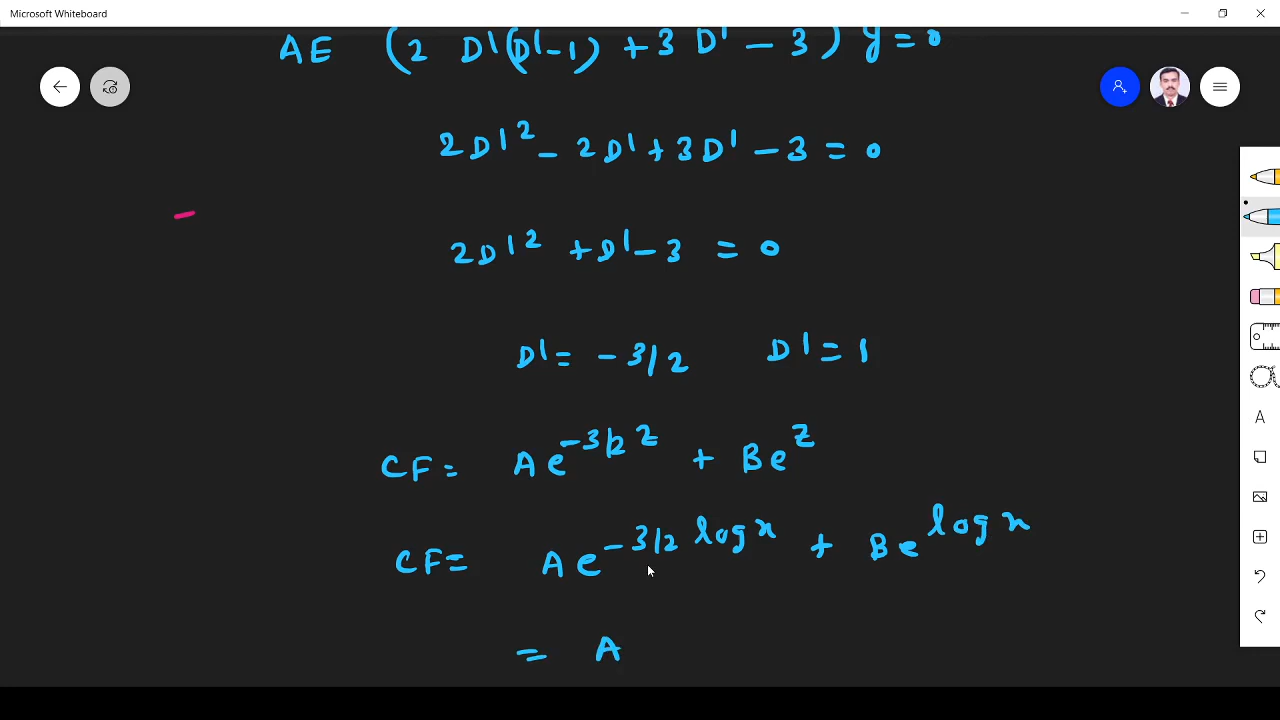 Microsoft Whiteboard
AE (2 D'(D'-1) + 3 D' - 3) y = 0
2D'² - 2D' + 3D' - 3 = 0
2D'² + D' - 3 = 0
D' = -3/2 D' = 1
CF = Ae^(-3/2 z) + Be^z
CF = Ae^(-3/2 log x) + Be^(log x)
= A
A